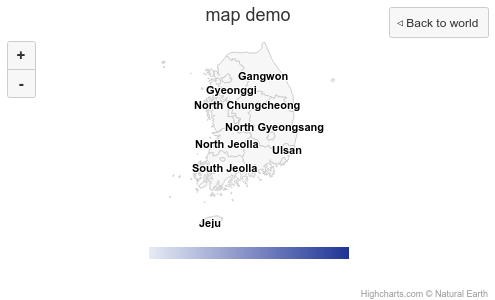 map demo
◃ Back to world
+
-
Gangwon
Gyeonggi
North Chungcheong
North Gyeongsang
North Jeolla
Ulsan
South Jeolla
Jeju
Highcharts.com © Natural Earth